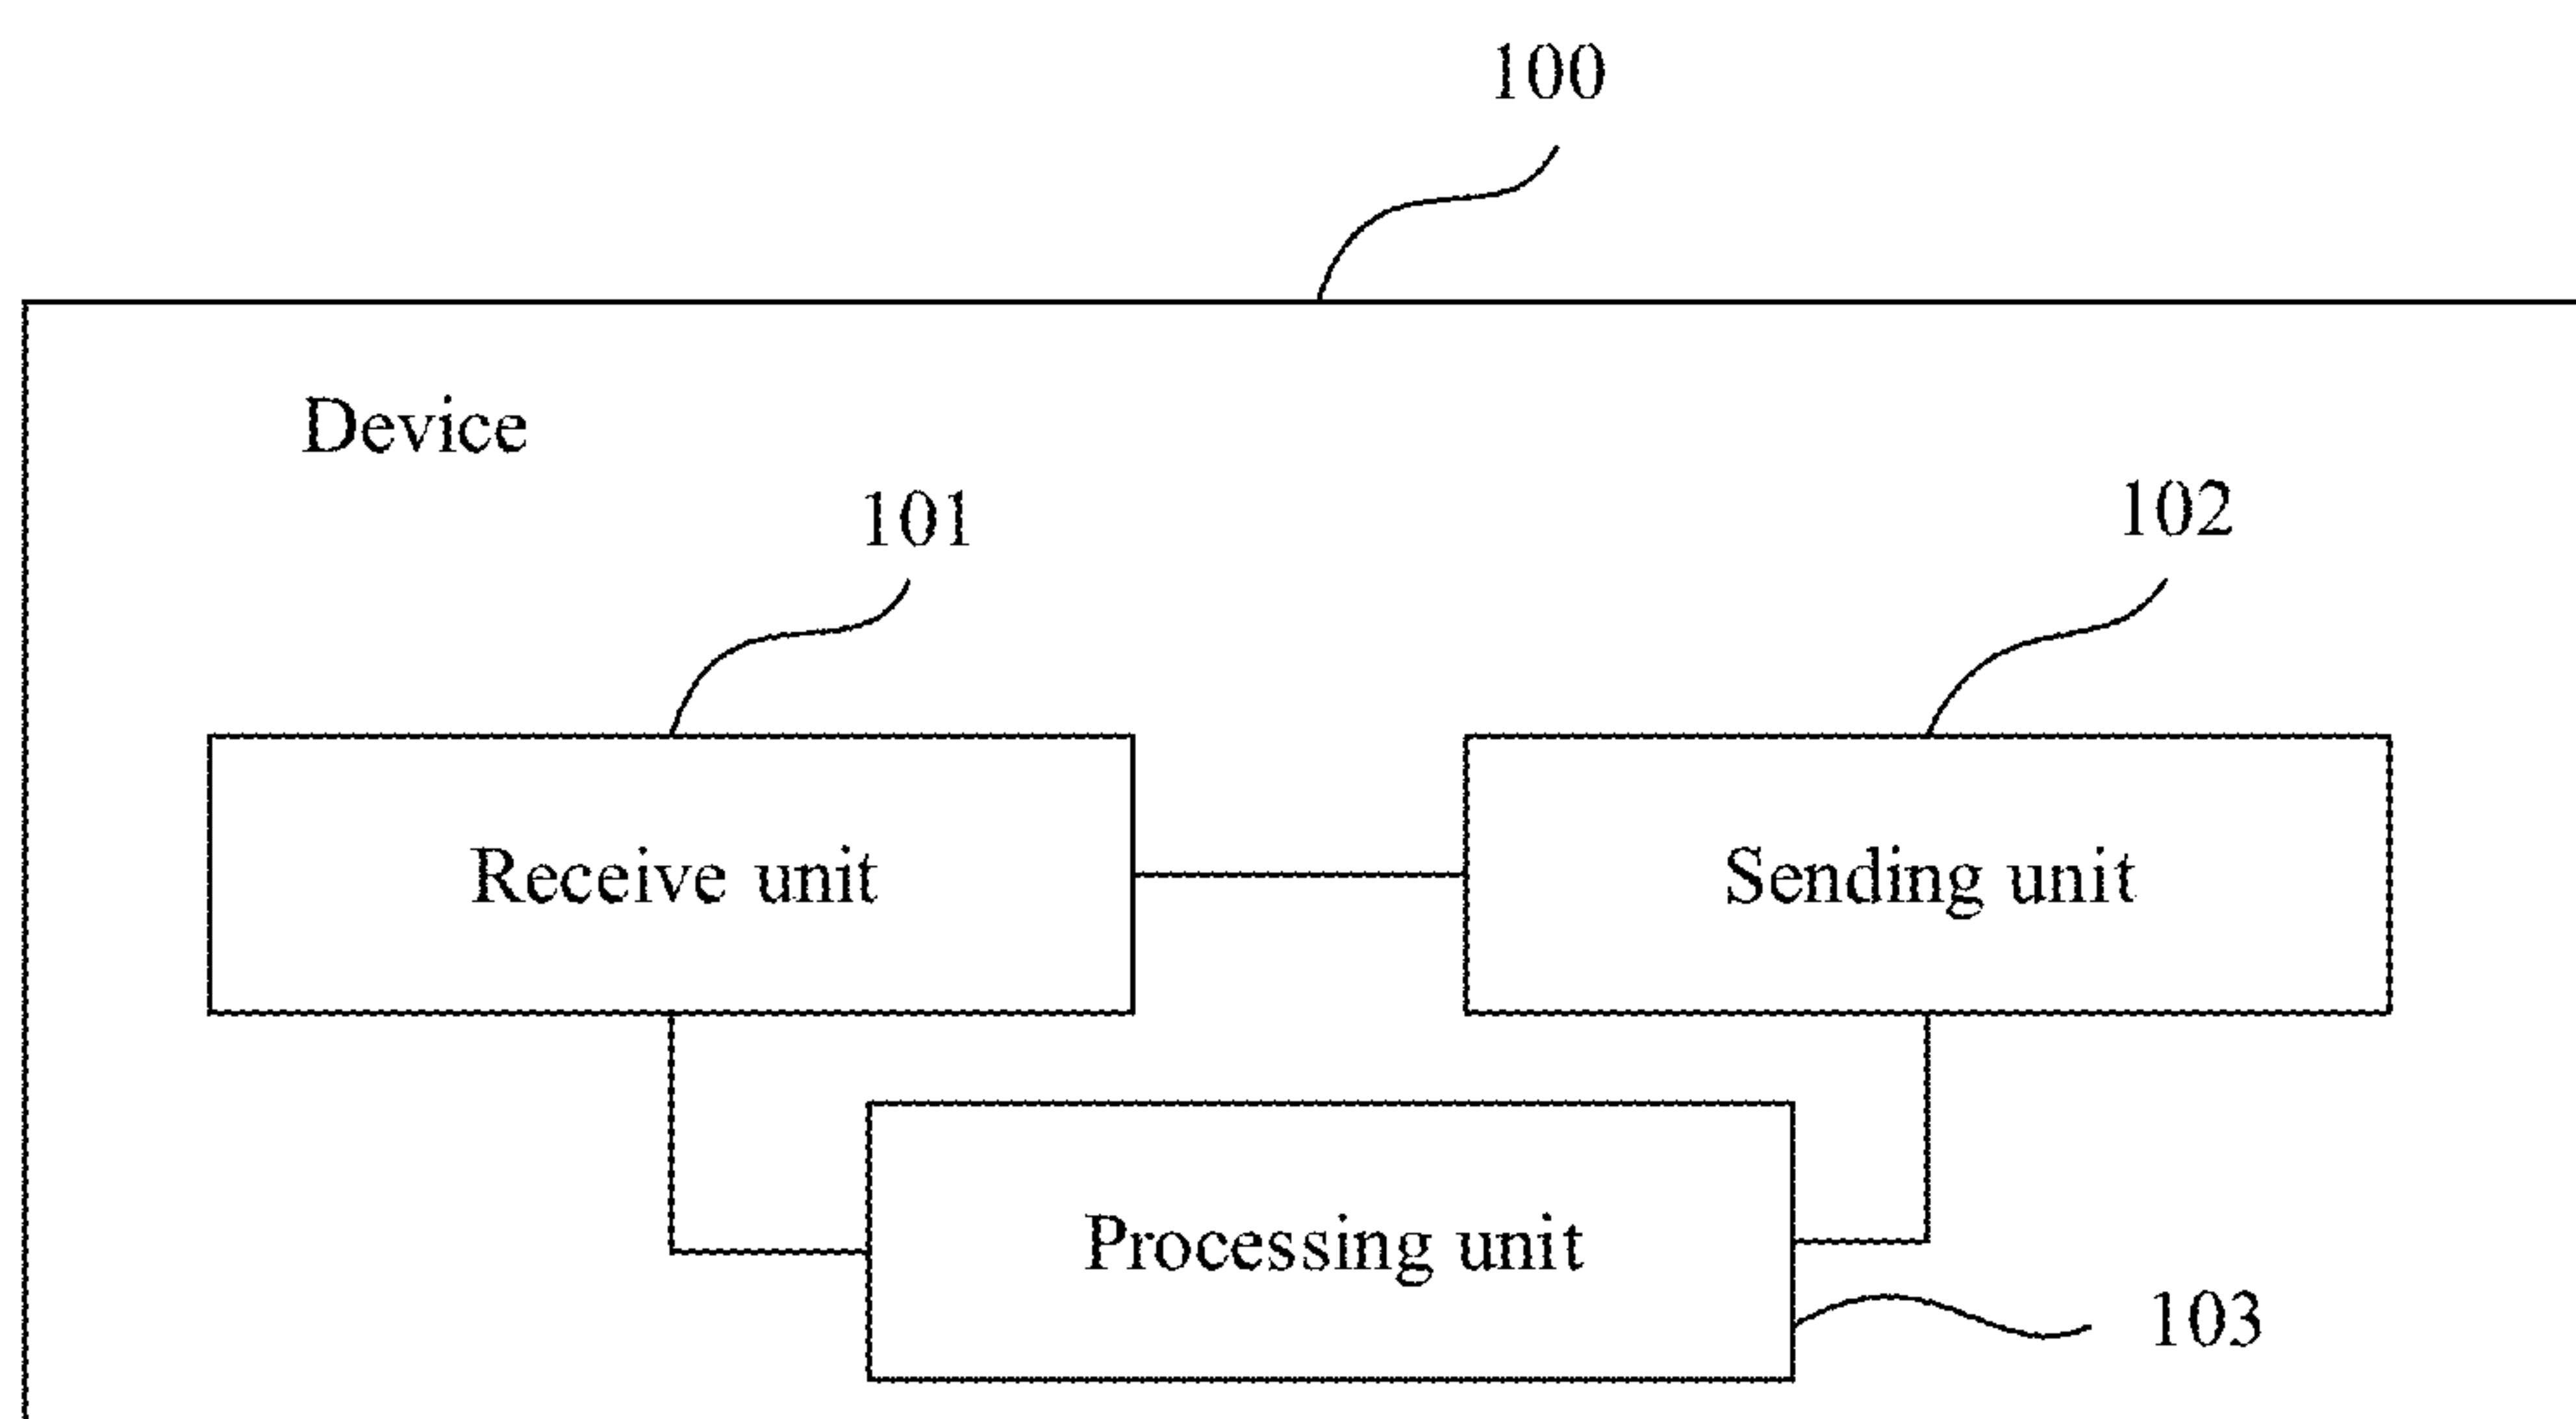 100
Device
101
102
Receive unit
Sending unit
Processing unit
103